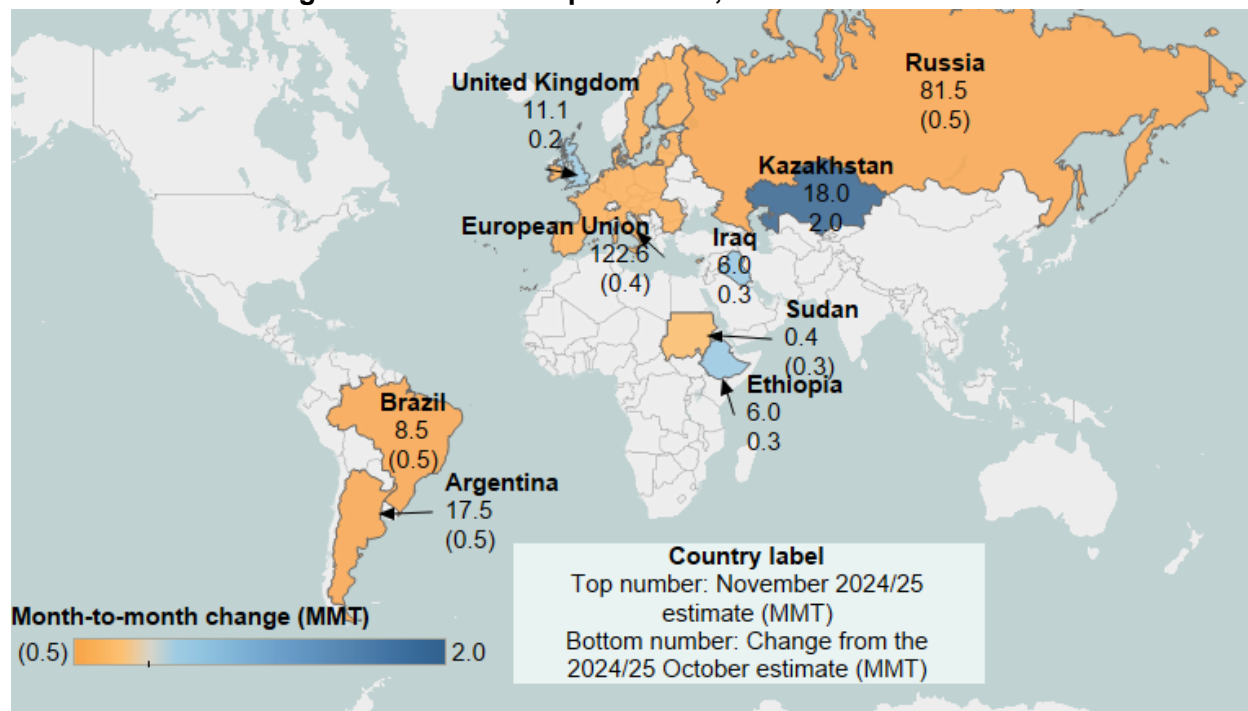 United Kingdom
11.1
0.2
Russia
81.5
(0.5)
Kazakhstan
18.0
2.0
European Union
122.6
(0.4)
Iraq
6.0
0.3
Sudan
0.4
(0.3)
Ethiopia
6.0
0.3
Brazil
8.5
(0.5)
Argentina
17.5
(0.5)
Country label
Top number: November 2024/25
estimate (MMT)
Bottom number: Change from the
2024/25 October estimate (MMT)
Month-to-month change (MMT)
(0.5) 2.0